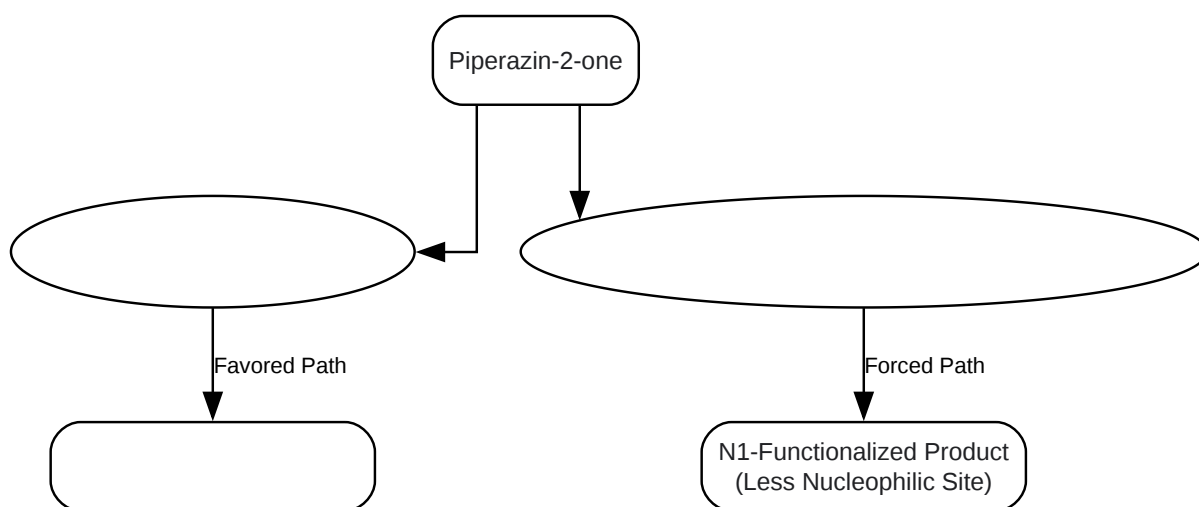 Piperazin-2-one
Favored Path
Forced Path
N1-Functionalized Product
(Less Nucleophilic Site)